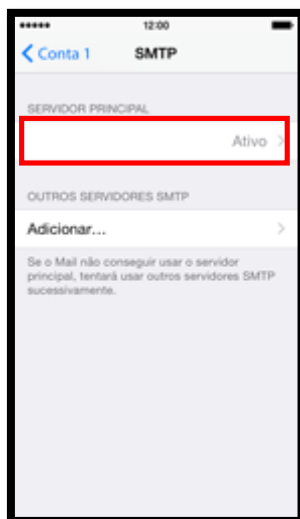 12:00
Conta 1
SMTP
SERVIDOR PRINCIPAL
Ativo
OUTROS SERVIDORES SMTP
Adicionar...
Se o Mail não conseguir usar o servidor
principal, tentará usar outros servidores SMTP
sucessivamente.